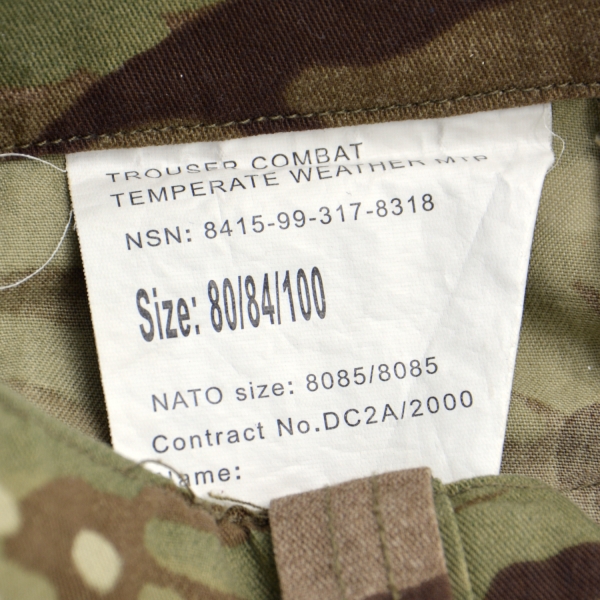 TROUSER COMBAT
TEMPERATE WEATHER MTP
NSN: 8415-99-317-8318
Size: 80/84/100
NATO size: 8085/8085
Contract No.DC2A/2000
Name: